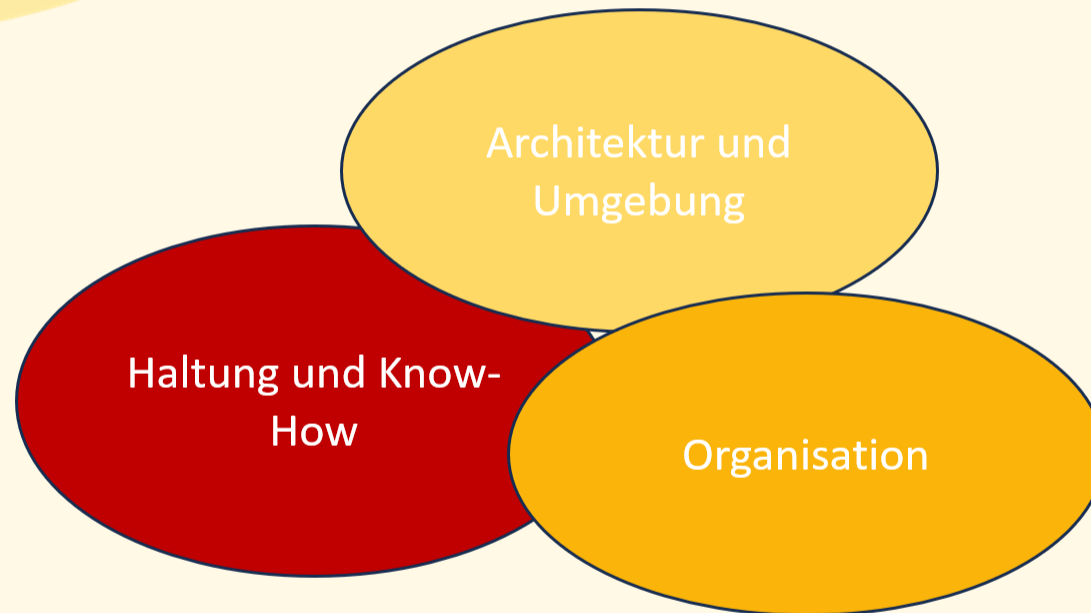 Architektur und
Umgebung
Haltung und Know-
How
Organisation